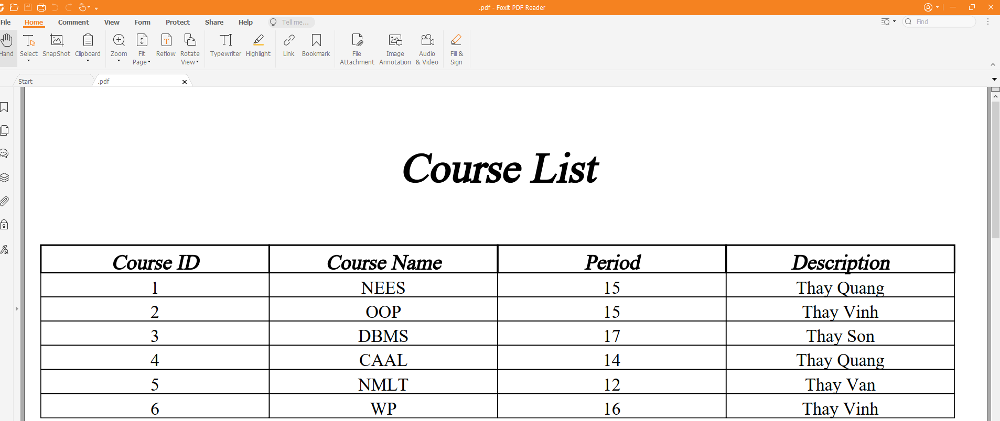 .pdf - Foxit PDF Reader
File Home Comment View Form Protect Share Help Tell me... Find
Hand Select SnapShot Clipboard Zoom Fit Page Reflow Rotate View Typewriter Highlight Link Bookmark File Attachment Image Annotation Audio & Video Fill & Sign
Start .pdf
Course List
Course ID Course Name Period Description
1 NEES 15 Thay Quang
2 OOP 15 Thay Vinh
3 DBMS 17 Thay Son
4 CAAL 14 Thay Quang
5 NMLT 12 Thay Van
6 WP 16 Thay Vinh